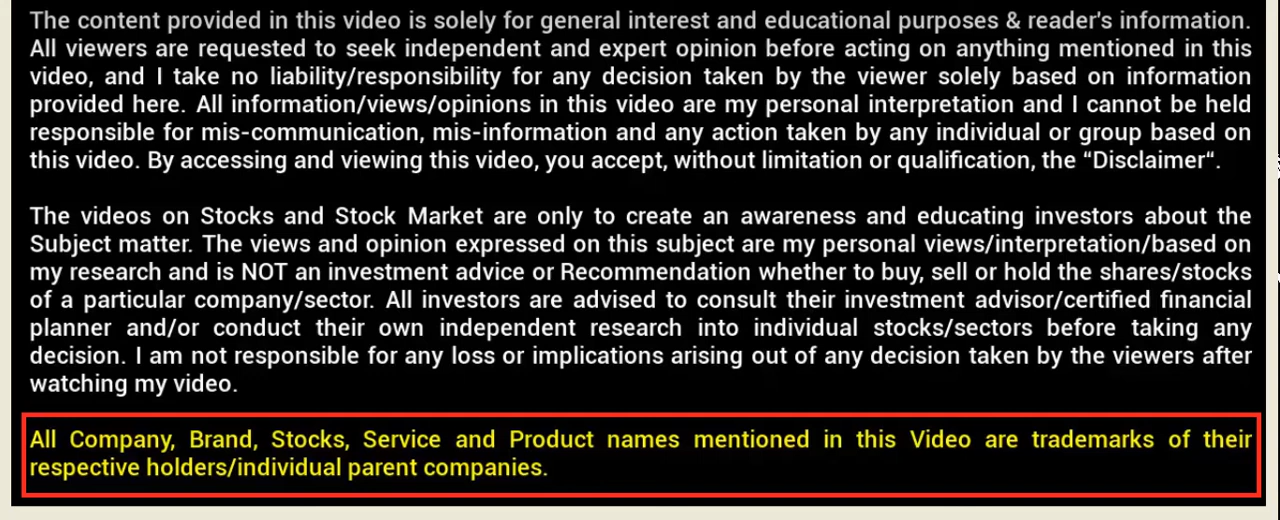 The content provided in this video is solely for general interest and educational purposes & reader's information.
All viewers are requested to seek independent and expert opinion before acting on anything mentioned in this
video, and I take no liability/responsibility for any decision taken by the viewer solely based on information
provided here. All information/views/opinions in this video are my personal interpretation and I cannot be held
responsible for mis-communication, mis-information and any action taken by any individual or group based on
this video. By accessing and viewing this video, you accept, without limitation or qualification, the “Disclaimer“.
The videos on Stocks and Stock Market are only to create an awareness and educating investors about the
Subject matter. The views and opinion expressed on this subject are my personal views/interpretation/based on
my research and is NOT an investment advice or Recommendation whether to buy, sell or hold the shares/stocks
of a particular company/sector. All investors are advised to consult their investment advisor/certified financial
planner and/or conduct their own independent research into individual stocks/sectors before taking any
decision. I am not responsible for any loss or implications arising out of any decision taken by the viewers after
watching my video.
All Company, Brand, Stocks, Service and Product names mentioned in this Video are trademarks of their
respective holders/individual parent companies.